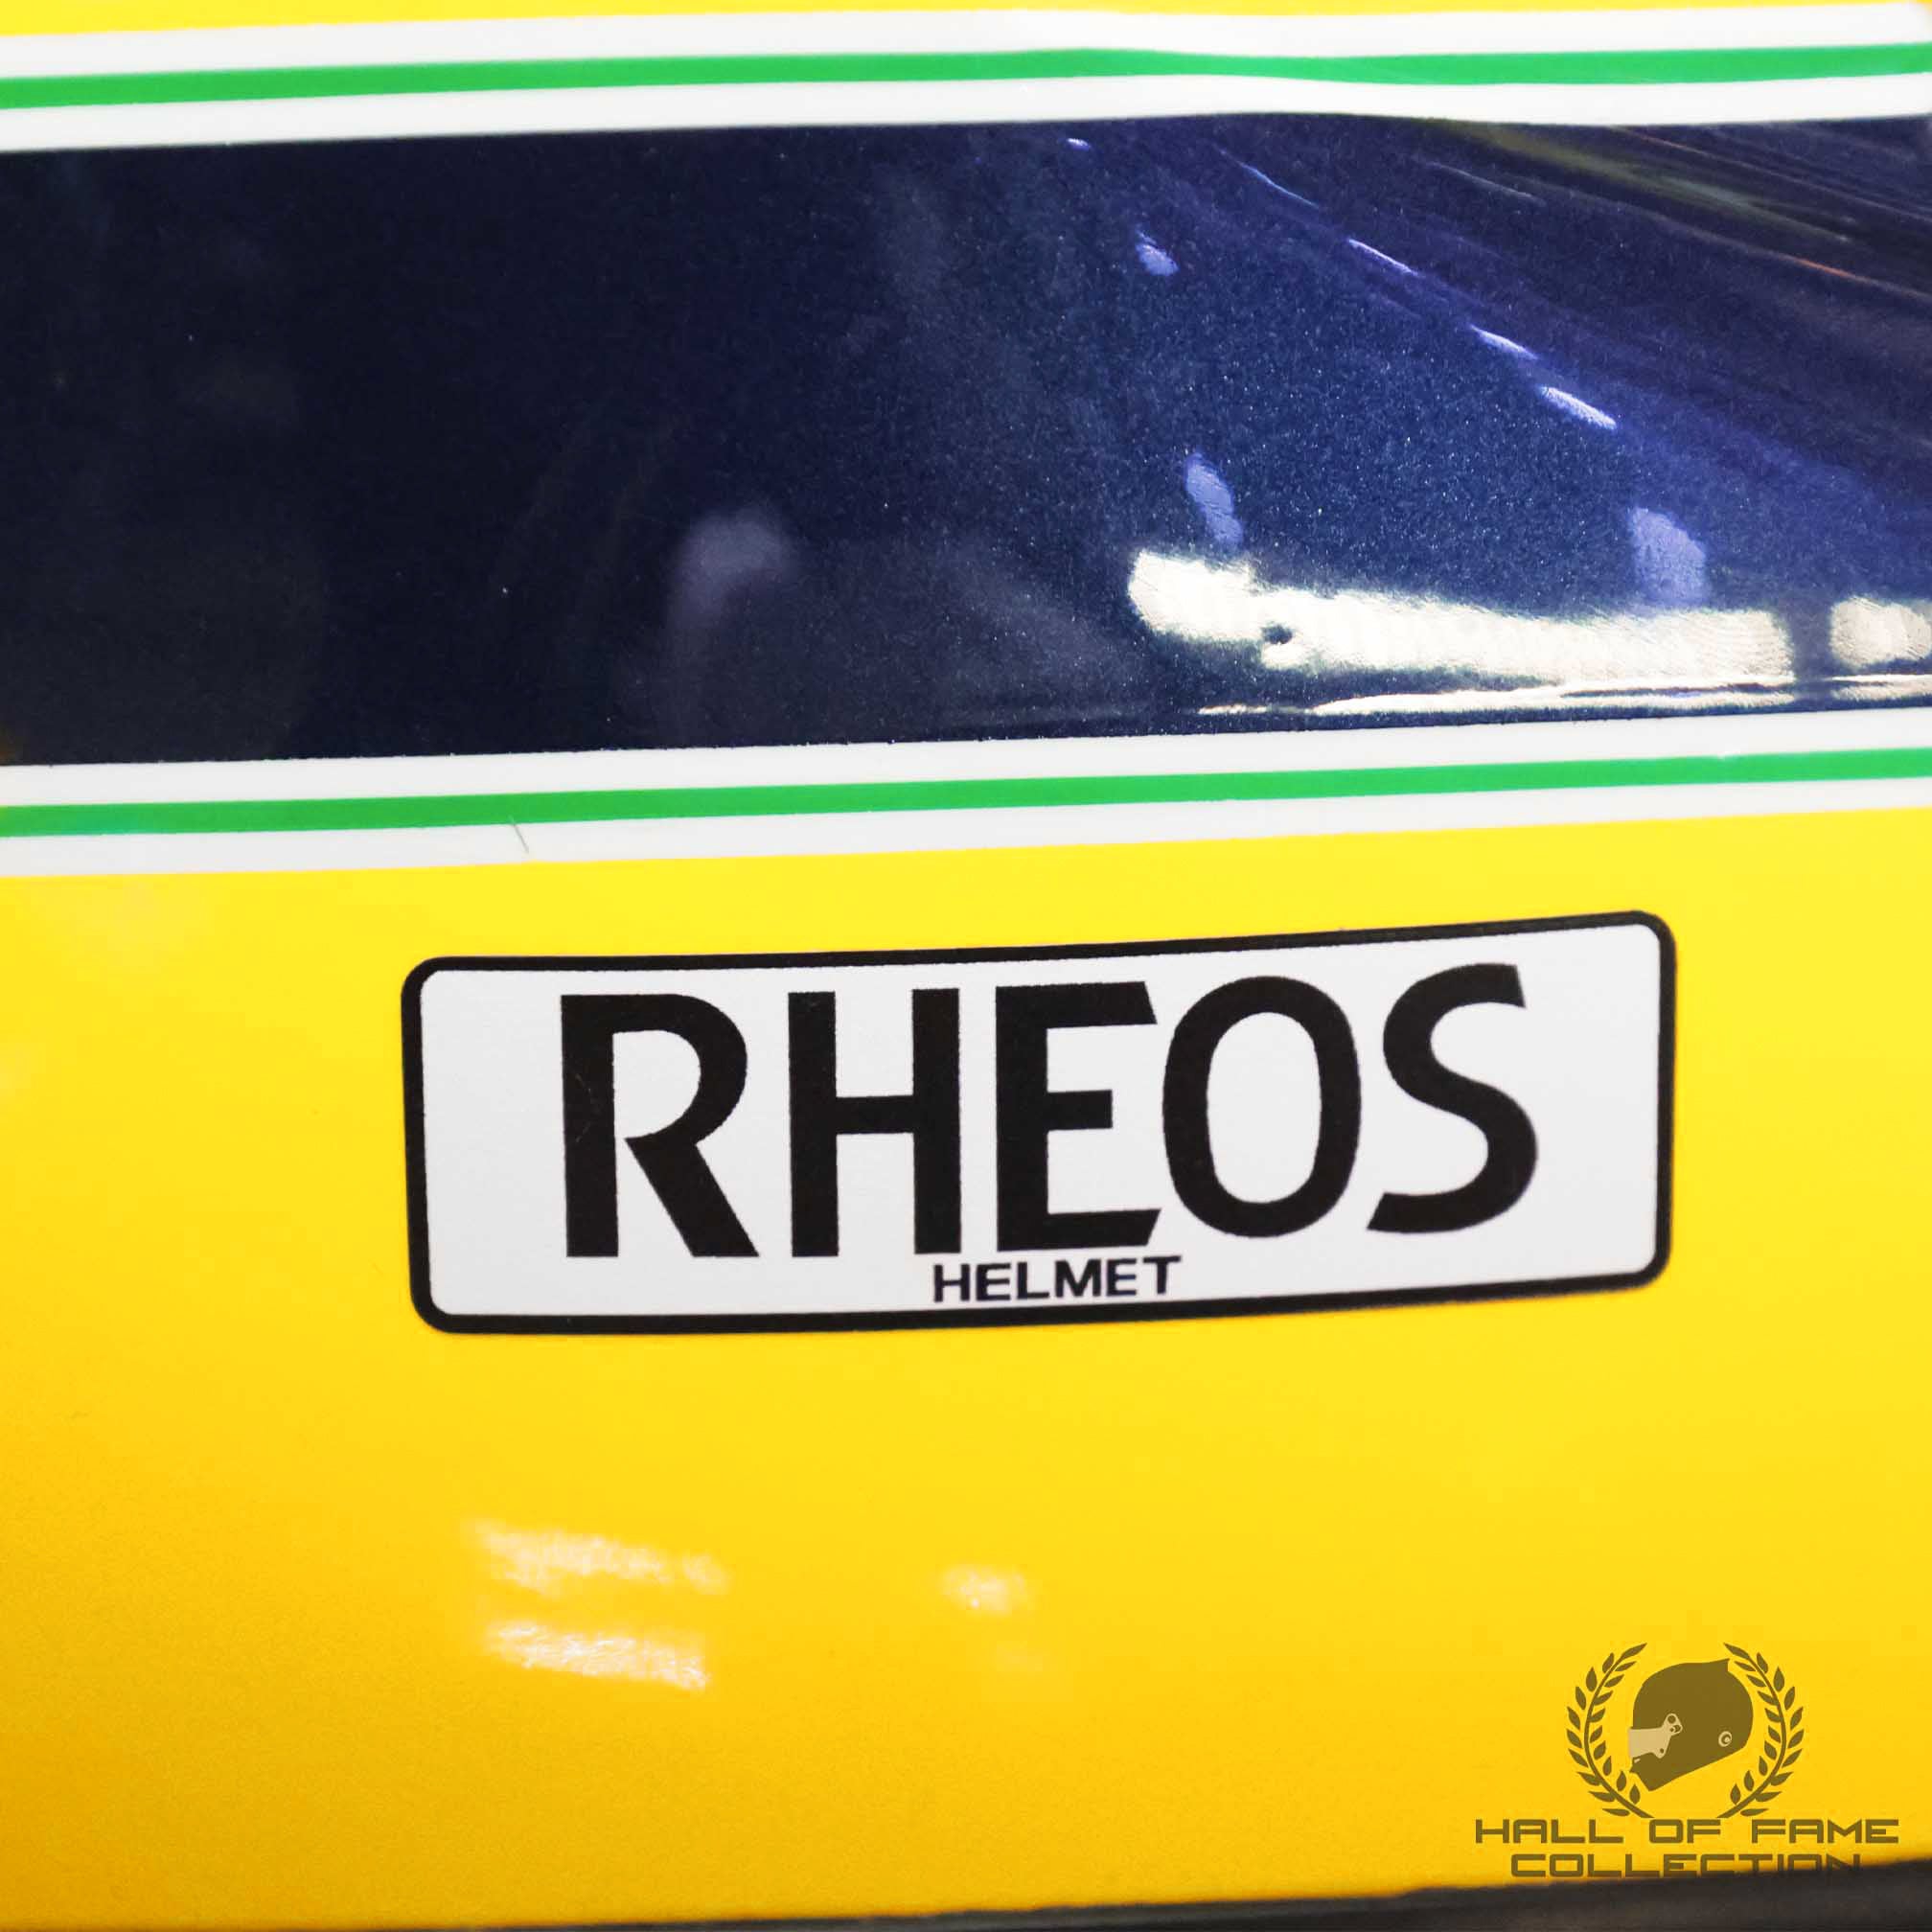 RHEOS
HELMET
HALL OF FAME
COLLECTION